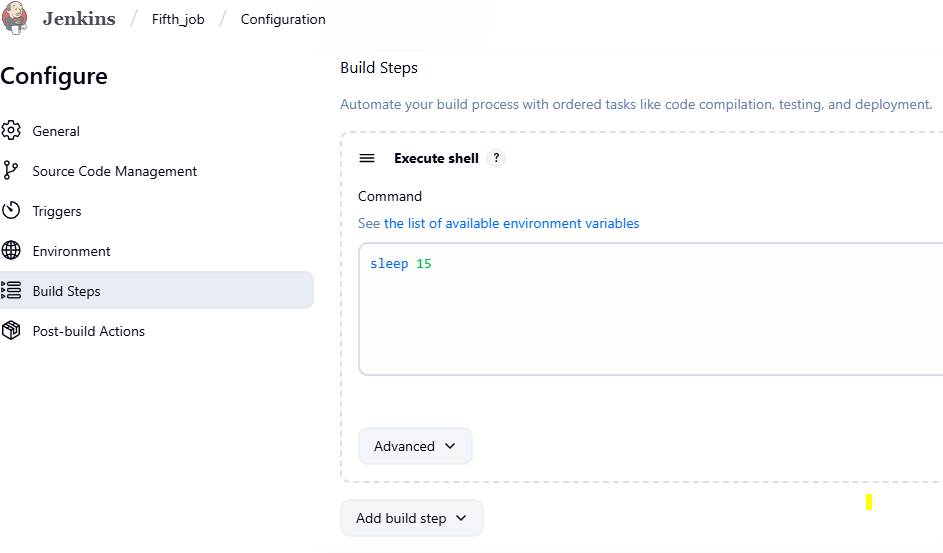 Jenkins / Fifth_job / Configuration
Configure
General
Source Code Management
Triggers
Environment
Build Steps
Post-build Actions
Build Steps
Automate your build process with ordered tasks like code compilation, testing, and deployment.
Execute shell ?
Command
See the list of available environment variables
sleep 15
Advanced
Add build step